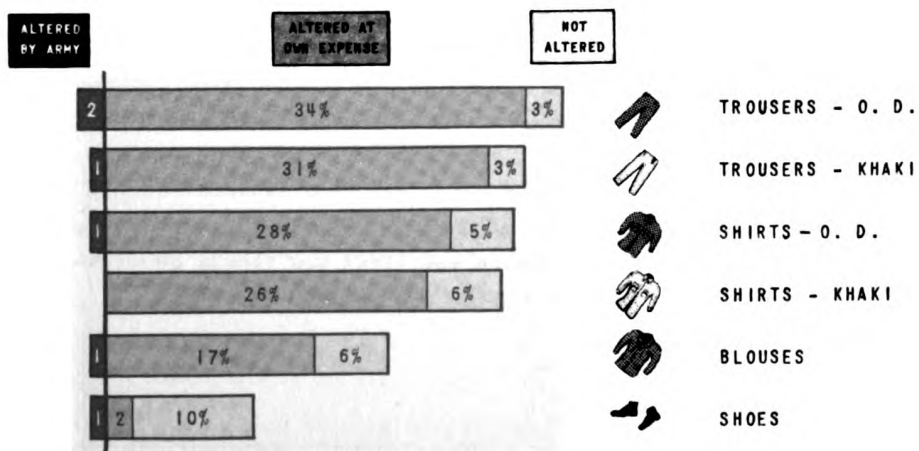 ALTERED
BY ARMY
ALTERED AT
OWN EXPENSE
NOT
ALTERED
2 34% 3% TROUSERS - O. D.
1 31% 3% TROUSERS - KHAKI
1 28% 5% SHIRTS - O. D.
26% 6% SHIRTS - KHAKI
1 17% 6% BLOUSES
1 2 10% SHOES